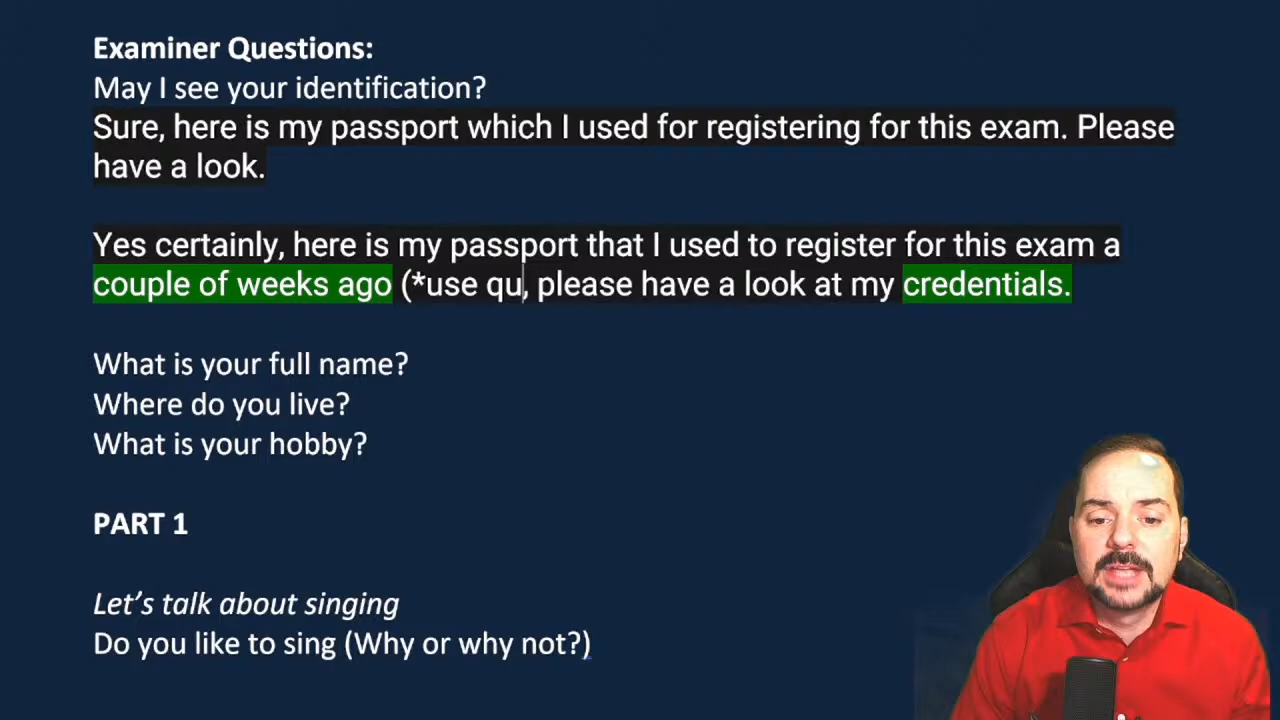 Examiner Questions:
May I see your identification?
Sure, here is my passport which I used for registering for this exam. Please
have a look.
Yes certainly, here is my passport that I used to register for this exam a
couple of weeks ago (*use qu, please have a look at my credentials.
What is your full name?
Where do you live?
What is your hobby?
PART 1
Let’s talk about singing
Do you like to sing (Why or why not?)